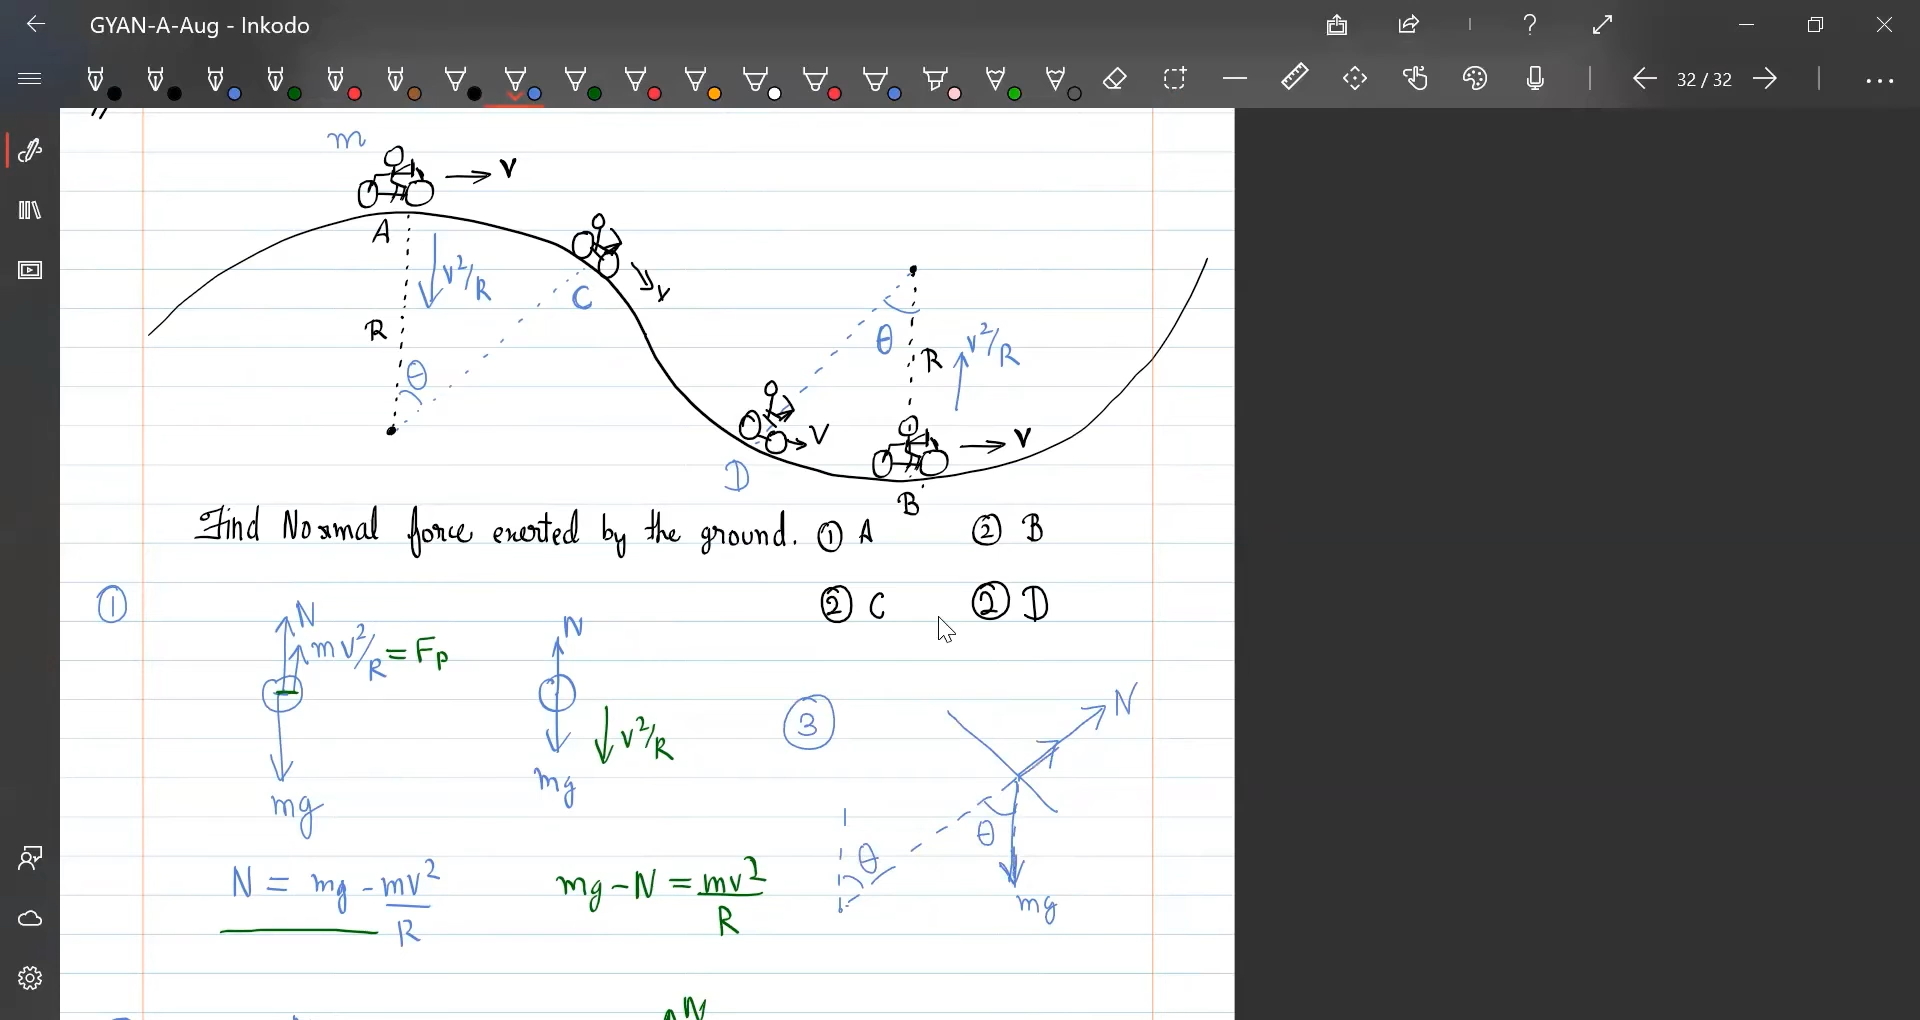 GYAN-A-Aug - Inkodo
32 / 32
m
V
A
v²/R
C
V
R
θ
θ
R
v²/R
V
V
D
B
Find Normal force exerted by the ground. ① A ② B
② C ② D
①
N
mv²/R = Fp
mg
N
v²/R
mg
③
N
θ
θ
mg
N = mg - mv²/R
mg - N = mv²/R
N